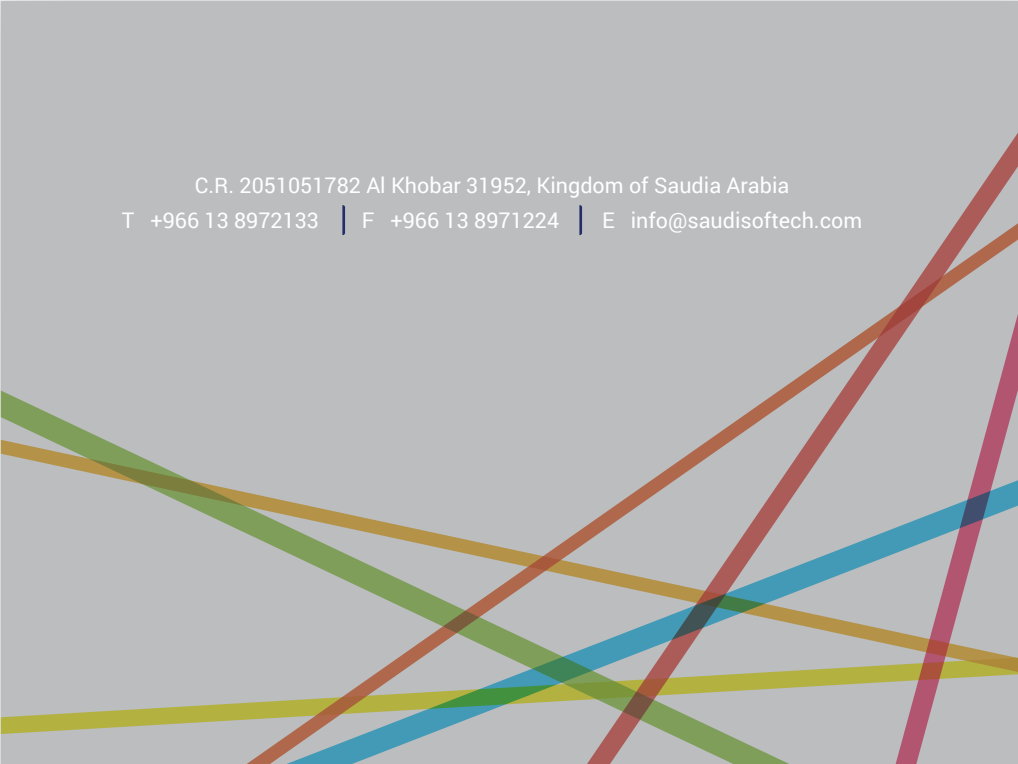 C.R. 2051051782 Al Khobar 31952, Kingdom of Saudia Arabia
T +966 13 8972133 | F +966 13 8971224 | E info@saudisoftech.com